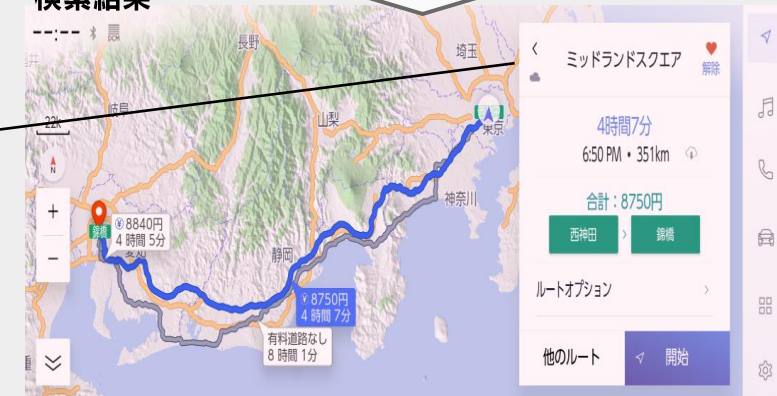 検索結果
--:--
長野
埼玉
岐阜
22k
山梨
東京
N
神奈川
+
錦橋
¥8840円
4 時間 5分
愛知
静岡
−
¥8750円
4 時間 7分
有料道路なし
8 時間 1分
ミッドランドスクエア
解除
4時間7分
6:50 PM • 351km
合計：8750円
西神田 > 錦橋
ルートオプション
他のルート
開始